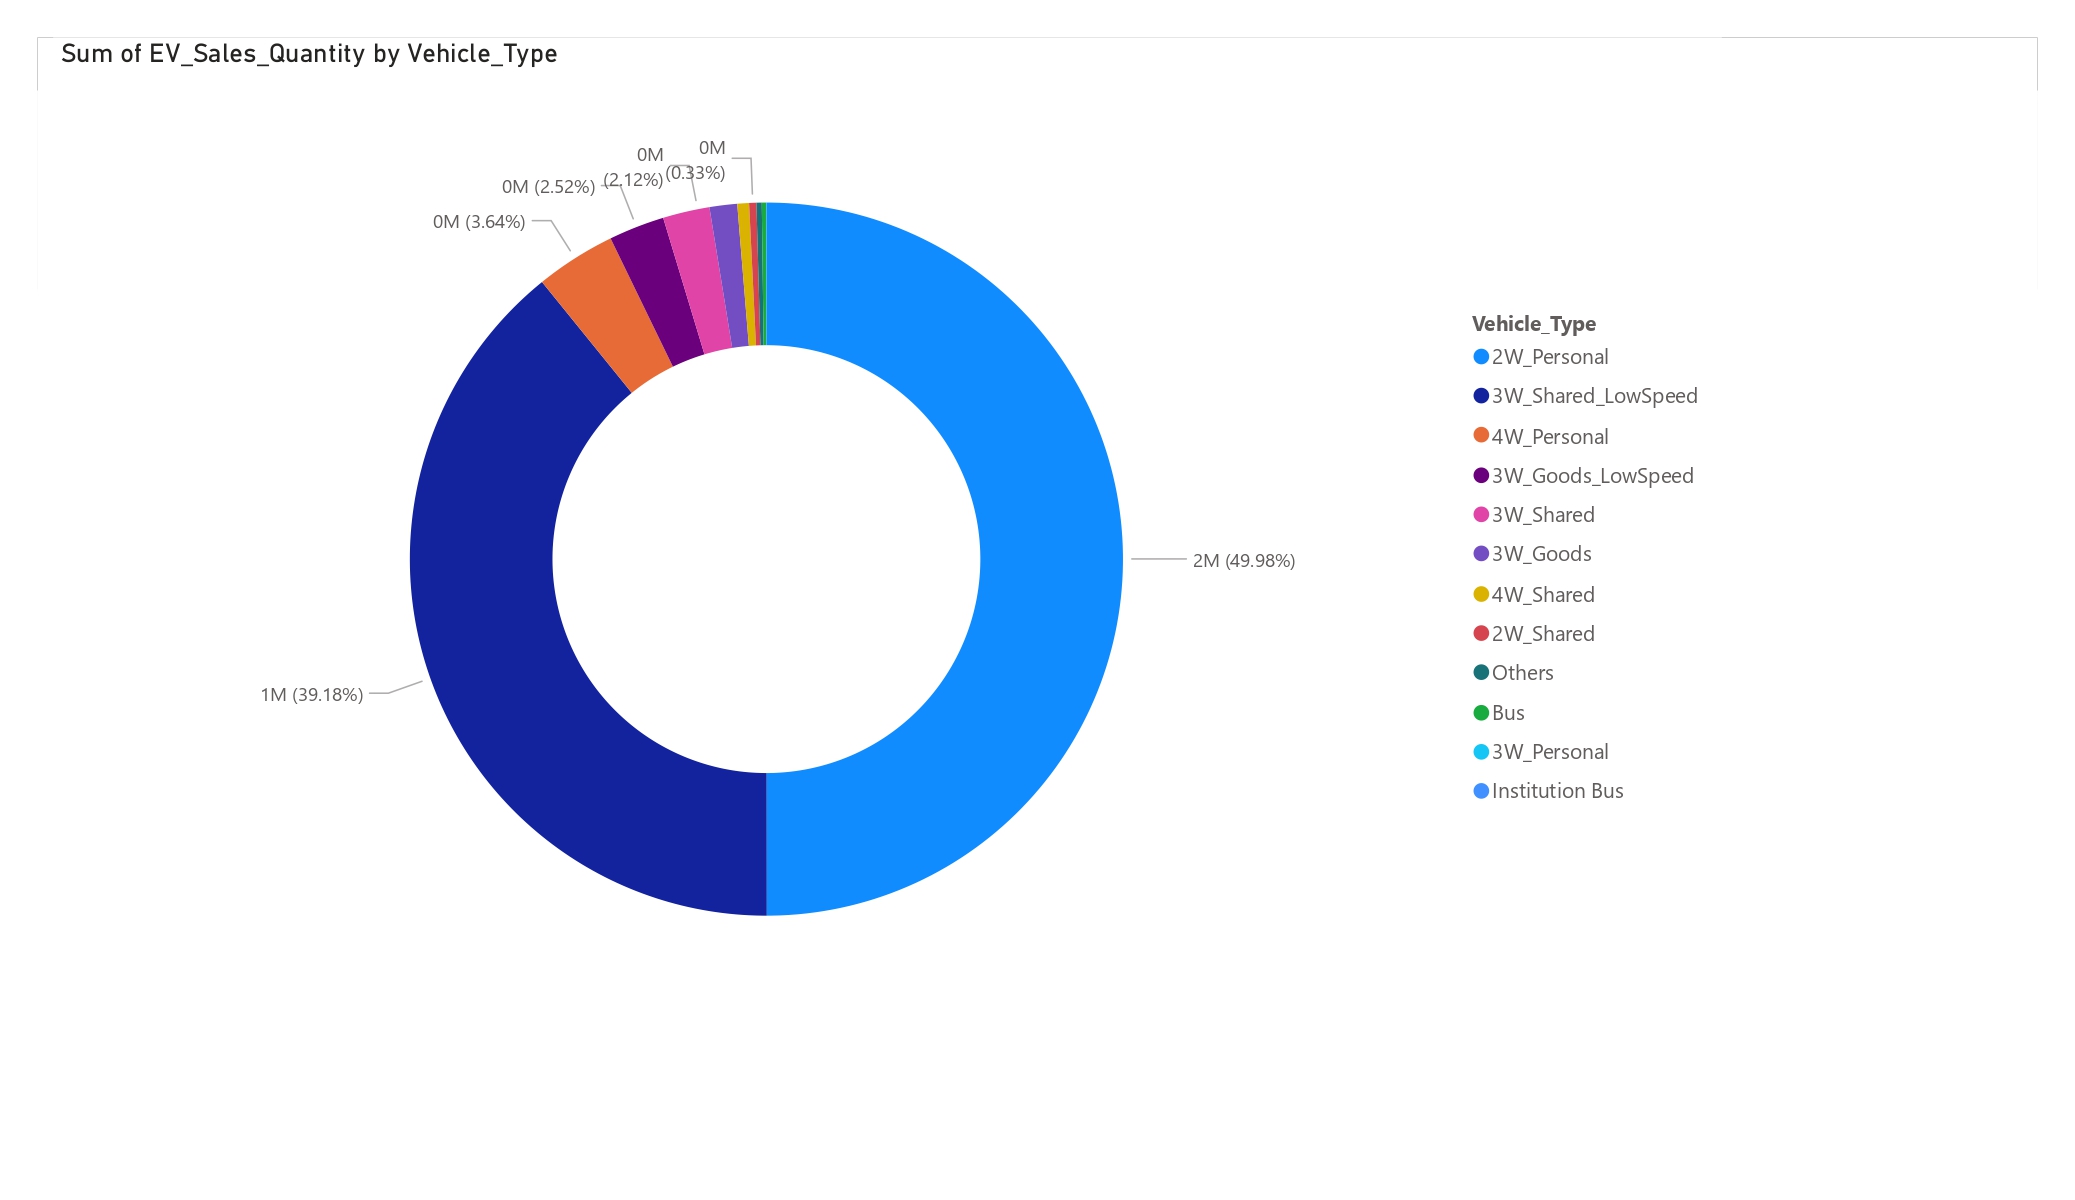 Sum of EV_Sales_Quantity by Vehicle_Type
0M
0M
(0.33%)
(2.12%)
0M (2.52%)
0M (3.64%)
2M (49.98%)
1M (39.18%)
Vehicle_Type
2W_Personal
3W_Shared_LowSpeed
4W_Personal
3W_Goods_LowSpeed
3W_Shared
3W_Goods
4W_Shared
2W_Shared
Others
Bus
3W_Personal
Institution Bus